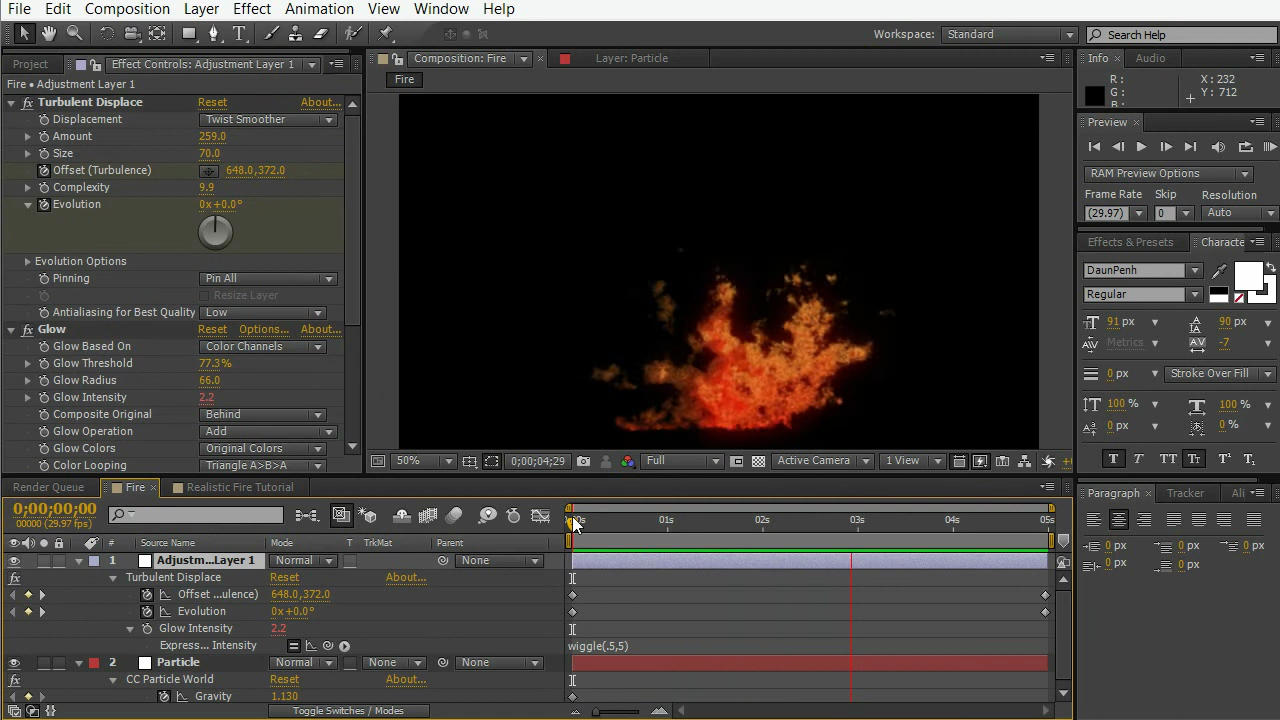 File Edit Composition Layer Effect Animation View Window Help
Workspace: Standard Search Help
Project Effect Controls: Adjustment Layer 1
Composition: Fire Layer: Particle
Info Audio
Fire • Adjustment Layer 1
Fire
R: X: 232
G: Y: 712
B:
Turbulent Displace Reset About...
Displacement Twist Smoother
Amount 259.0
Size 70.0
Offset (Turbulence) 648.0,372.0
Complexity 9.9
Evolution 0x+0.0°
Evolution Options
Pinning Pin All
Resize Layer
Antialiasing for Best Quality Low
Glow Reset Options... About...
Glow Based On Color Channels
Glow Threshold 77.3%
Glow Radius 66.0
Glow Intensity 2.2
Composite Original Behind
Glow Operation Add
Glow Colors Original Colors
Color Looping Triangle A>B>A
Preview
RAM Preview Options
Frame Rate Skip Resolution
(29.97) 0 Auto
Effects & Presets Characte
DaunPenh
Regular
91 px 90 px
Metrics -7
0 px Stroke Over Fill
100 % 100 %
0 px 0 %
T T TT Tт T¹ T₁
50% 0;00;04;29 Full Active Camera 1 View
Render Queue Fire Realistic Fire Tutorial
0;00;00;00
00000 (29.97 fps)
01s 02s 03s 04s 05s
# Source Name Mode T TrkMat Parent
1 Adjustm...Layer 1 Normal None
Turbulent Displace Reset About...
Offset ...ulence) 648.0,372.0
Evolution 0x+0.0°
Glow Intensity 2.2
Express... Intensity wiggle(.5,5)
2 Particle Normal None None
CC Particle World Reset About...
Gravity 1.130
Toggle Switches / Modes
Paragraph Tracker Ali
0 px 0 px 0 px
0 px 0 px